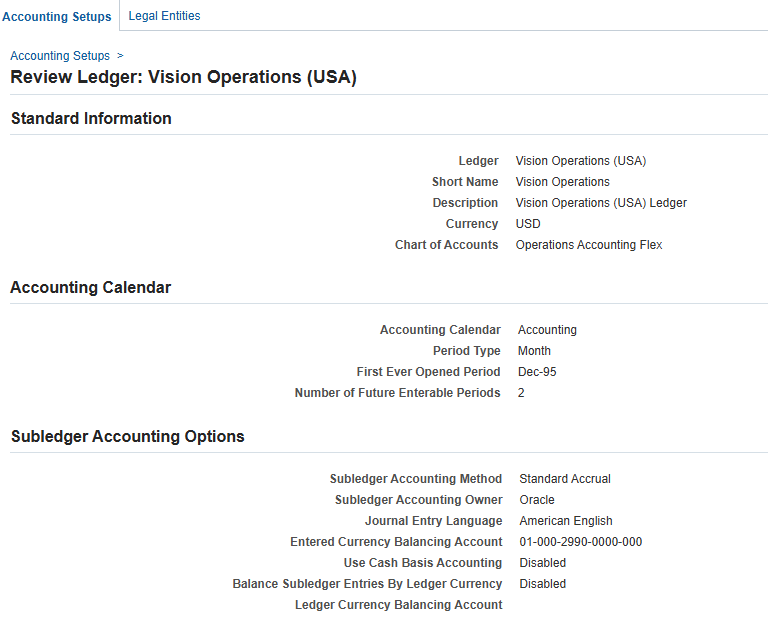 Accounting Setups Legal Entities
Accounting Setups >
Review Ledger: Vision Operations (USA)
Standard Information
Ledger Vision Operations (USA)
Short Name Vision Operations
Description Vision Operations (USA) Ledger
Currency USD
Chart of Accounts Operations Accounting Flex
Accounting Calendar
Accounting Calendar Accounting
Period Type Month
First Ever Opened Period Dec-95
Number of Future Enterable Periods 2
Subledger Accounting Options
Subledger Accounting Method Standard Accrual
Subledger Accounting Owner Oracle
Journal Entry Language American English
Entered Currency Balancing Account 01-000-2990-0000-000
Use Cash Basis Accounting Disabled
Balance Subledger Entries By Ledger Currency Disabled
Ledger Currency Balancing Account